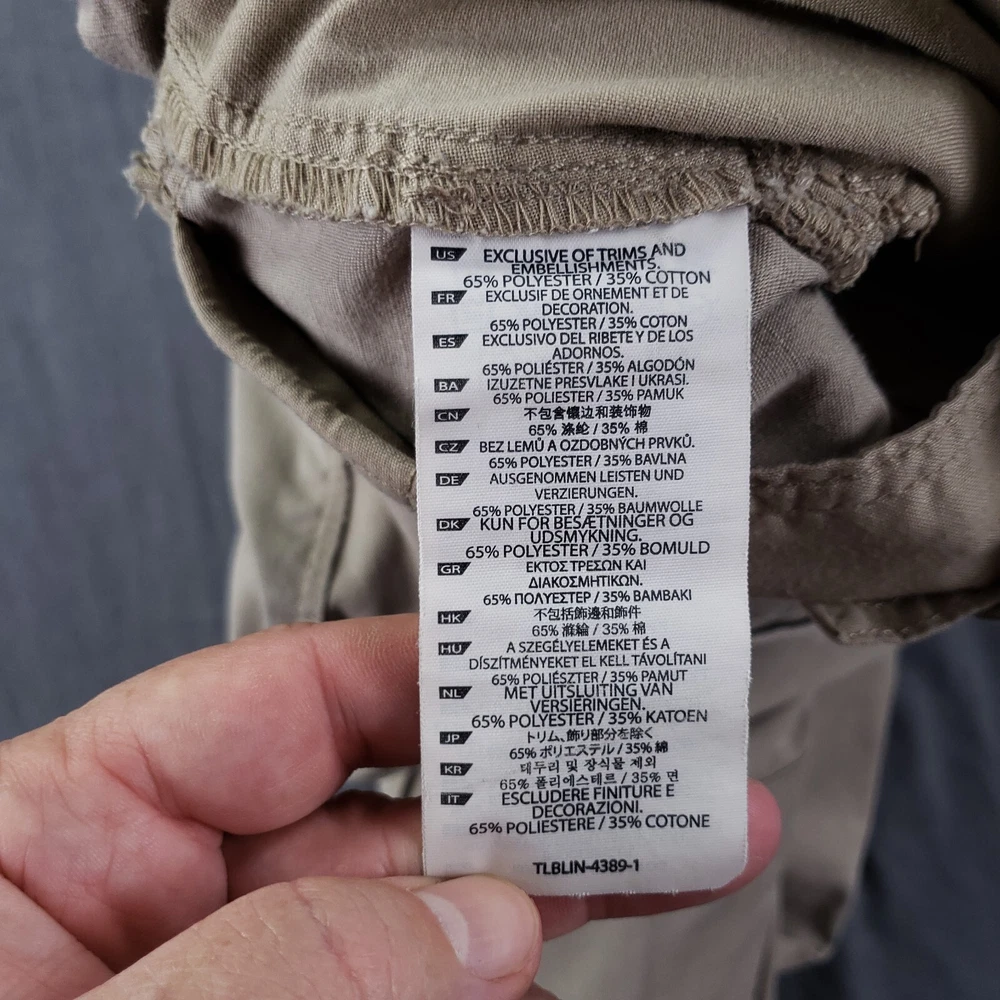 US EXCLUSIVE OF TRIMS AND
EMBELLISHMENTS.
65% POLYESTER / 35% COTTON
FR EXCLUSIF DE ORNEMENT ET DE
DECORATION.
65% POLYESTER / 35% COTON
ES EXCLUSIVO DEL RIBETE Y DE LOS
ADORNOS.
65% POLIÉSTER / 35% ALGODÓN
BA IZUZETNE PRESVLAKE I UKRASI.
65% POLIESTER / 35% PAMUK
CN 不包含镶边和装饰物
65% 涤纶 / 35% 棉
CZ BEZ LEMŮ A OZDOBNÝCH PRVKŮ.
65% POLYESTER / 35% BAVLNA
DE AUSGENOMMEN LEISTEN UND
VERZIERUNGEN.
65% POLYESTER / 35% BAUMWOLLE
DK KUN FOR BESÆTNINGER OG
UDSMYKNING.
65% POLYESTER / 35% BOMULD
GR ΕΚΤΟΣ ΤΡΕΣΩΝ ΚΑΙ
ΔΙΑΚΟΣΜΗΤΙΚΩΝ.
65% ΠΟΛΥΕΣΤΕΡ / 35% ΒΑΜΒΑΚΙ
HK 不包括飾邊和飾件
65% 滌綸 / 35% 棉
HU A SZEGÉLYELEMEKET ÉS A
DÍSZÍTMÉNYEKET EL KELL TÁVOLÍTANI
65% POLIÉSZTER / 35% PAMUT
NL MET UITSLUITING VAN
VERSIERINGEN.
65% POLYESTER / 35% KATOEN
JP トリム、飾り部分を除く
65% ポリエステル / 35% 綿
KR 테두리 및 장식물 제외
65% 폴리에스테르 / 35% 면
IT ESCLUDERE FINITURE E
DECORAZIONI.
65% POLIESTERE / 35% COTONE
TLBLIN-4389-1